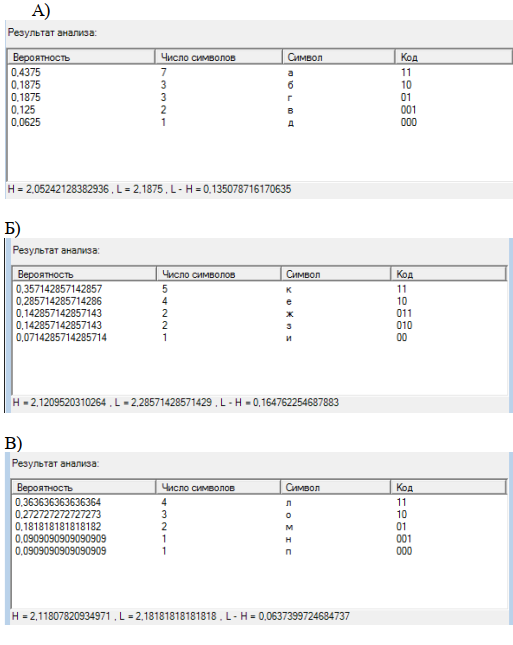 А)
Результат анализа:
Вероятность Число символов Символ Код
0,4375 7 а 11
0,1875 3 б 10
0,1875 3 г 01
0,125 2 в 001
0,0625 1 д 000
H = 2,05242128382936 , L = 2,1875 , L - H = 0,135078716170635
Б)
Результат анализа:
Вероятность Число символов Символ Код
0,357142857142857 5 к 11
0,285714285714286 4 е 10
0,142857142857143 2 ж 011
0,142857142857143 2 з 010
0,0714285714285714 1 и 00
H = 2,1209520310264 , L = 2,28571428571429 , L - H = 0,164762254687883
В)
Результат анализа:
Вероятность Число символов Символ Код
0,363636363636364 4 л 11
0,272727272727273 3 о 10
0,181818181818182 2 м 01
0,0909090909090909 1 н 001
0,0909090909090909 1 п 000
H = 2,11807820934971 , L = 2,18181818181818 , L - H = 0,0637399724684737